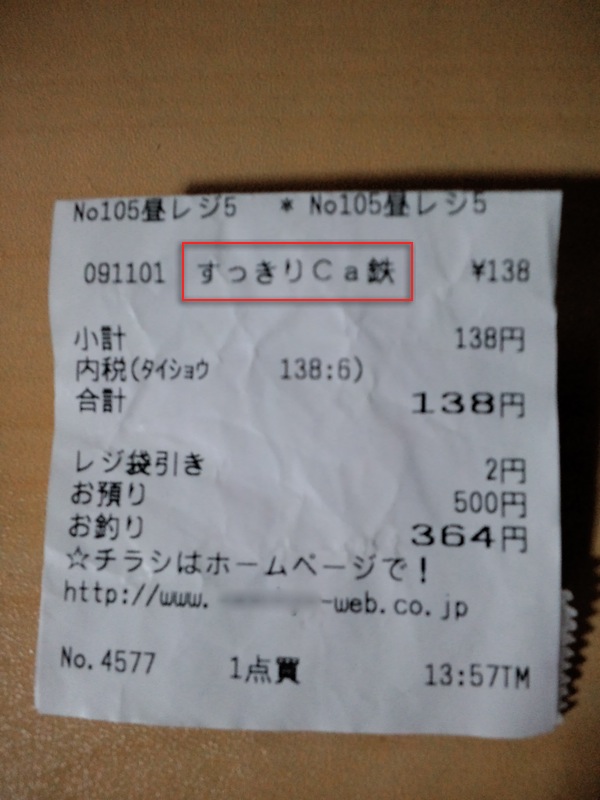 No105昼レジ5 * No105昼レジ5
091101 すっきりCa鉄 ¥138
小計 138円
内税(タイショウ 138:6)
合計 138円
レジ袋引き 2円
お預り 500円
お釣り 364円
☆チラシはホームページで!
http://www. -web.co.jp
No.4577 1点買 13:57TM